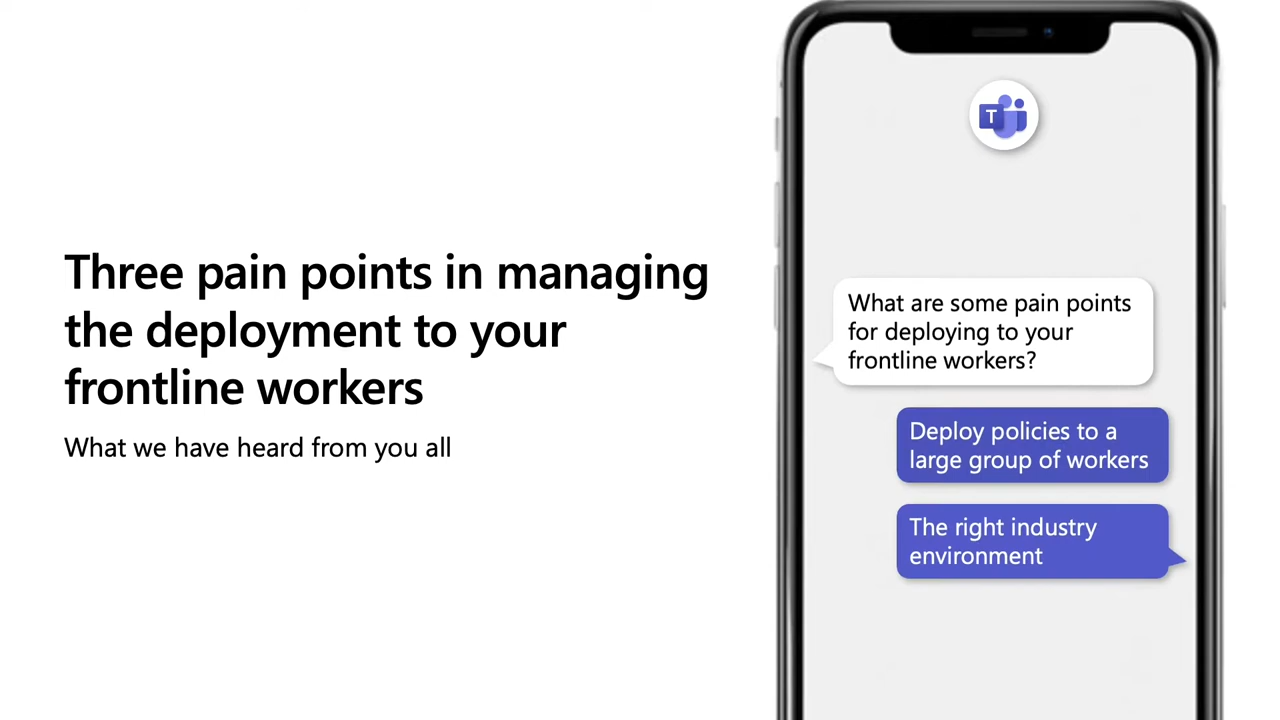 Three pain points in managing
the deployment to your
frontline workers
What we have heard from you all
T
What are some pain points
for deploying to your
frontline workers?
Deploy policies to a
large group of workers
The right industry
environment